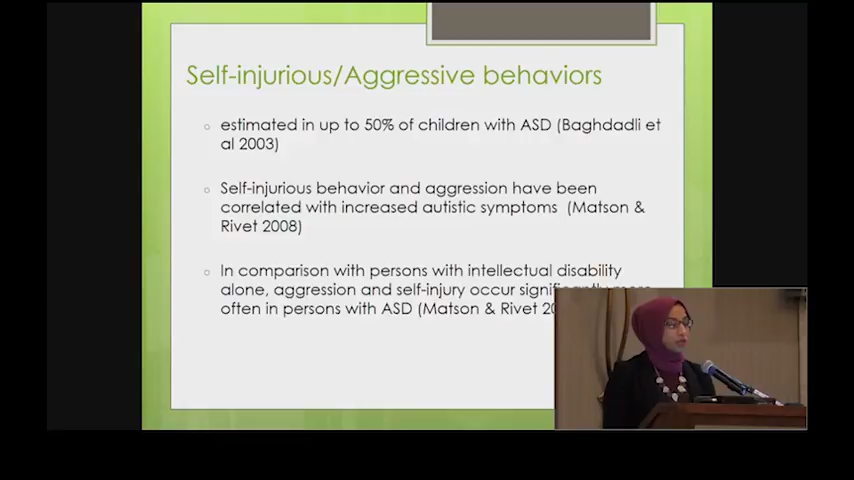 Self-injurious/Aggressive behaviors
estimated in up to 50% of children with ASD (Baghdadli et
al 2003)
Self-injurious behavior and aggression have been
correlated with increased autistic symptoms (Matson &
Rivet 2008)
In comparison with persons with intellectual disability
alone, aggression and self-injury occur
often in persons with ASD (Matson & Rivet